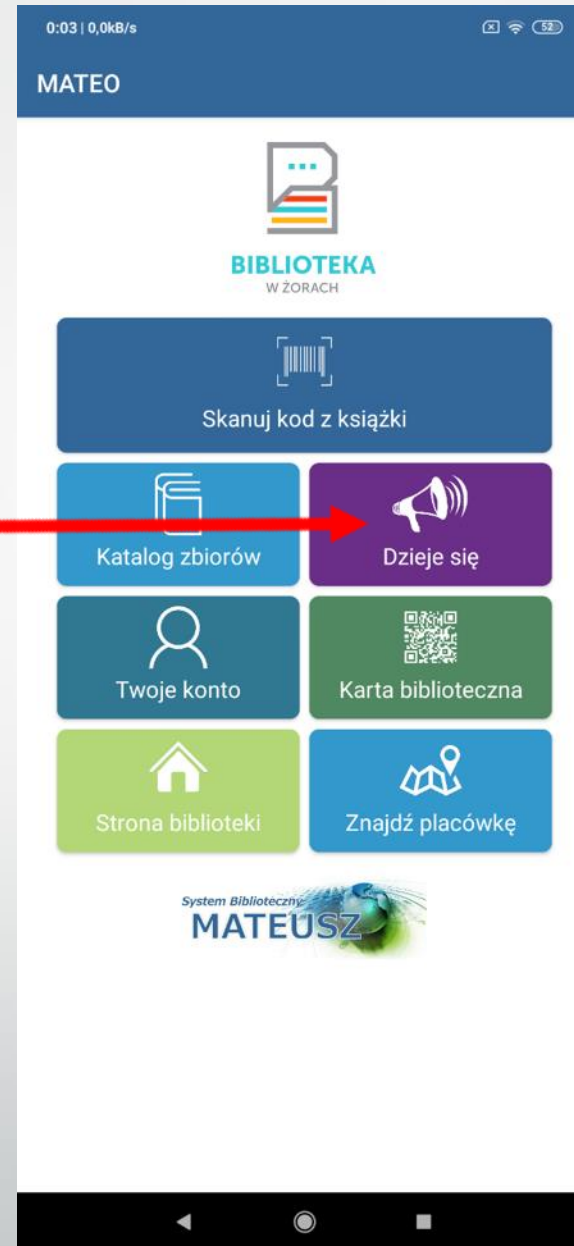 0:03 | 0,0kB/s
52
MATEO
BIBLIOTEKA
W ŻORACH
Skanuj kod z książki
Katalog zbiorów
Dzieje się
Twoje konto
Karta biblioteczna
Strona biblioteki
Znajdź placówkę
System Biblioteczny
MATEUSZ